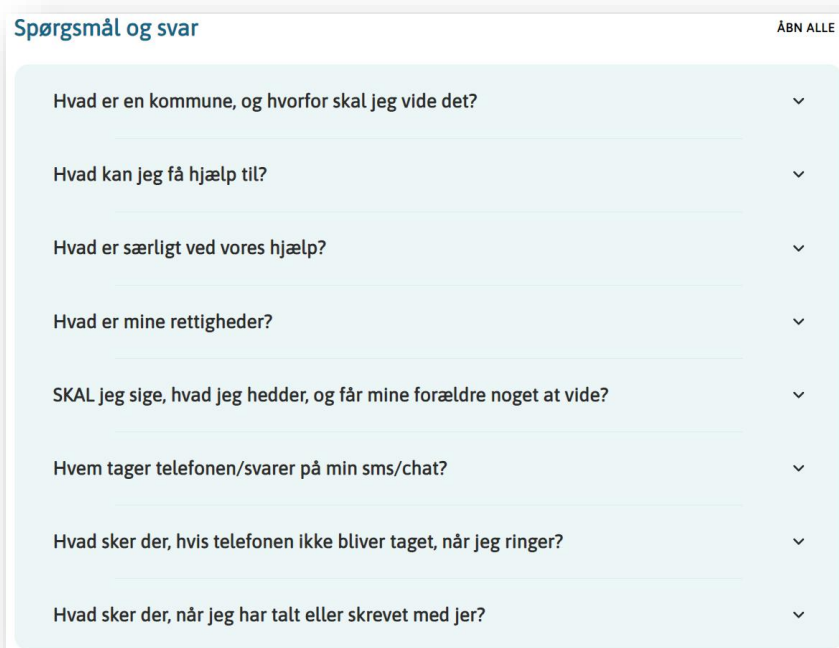 Spørgsmål og svar
ÅBN ALLE
Hvad er en kommune, og hvorfor skal jeg vide det?
Hvad kan jeg få hjælp til?
Hvad er særligt ved vores hjælp?
Hvad er mine rettigheder?
SKAL jeg sige, hvad jeg hedder, og får mine forældre noget at vide?
Hvem tager telefonen/svarer på min sms/chat?
Hvad sker der, hvis telefonen ikke bliver taget, når jeg ringer?
Hvad sker der, når jeg har talt eller skrevet med jer?